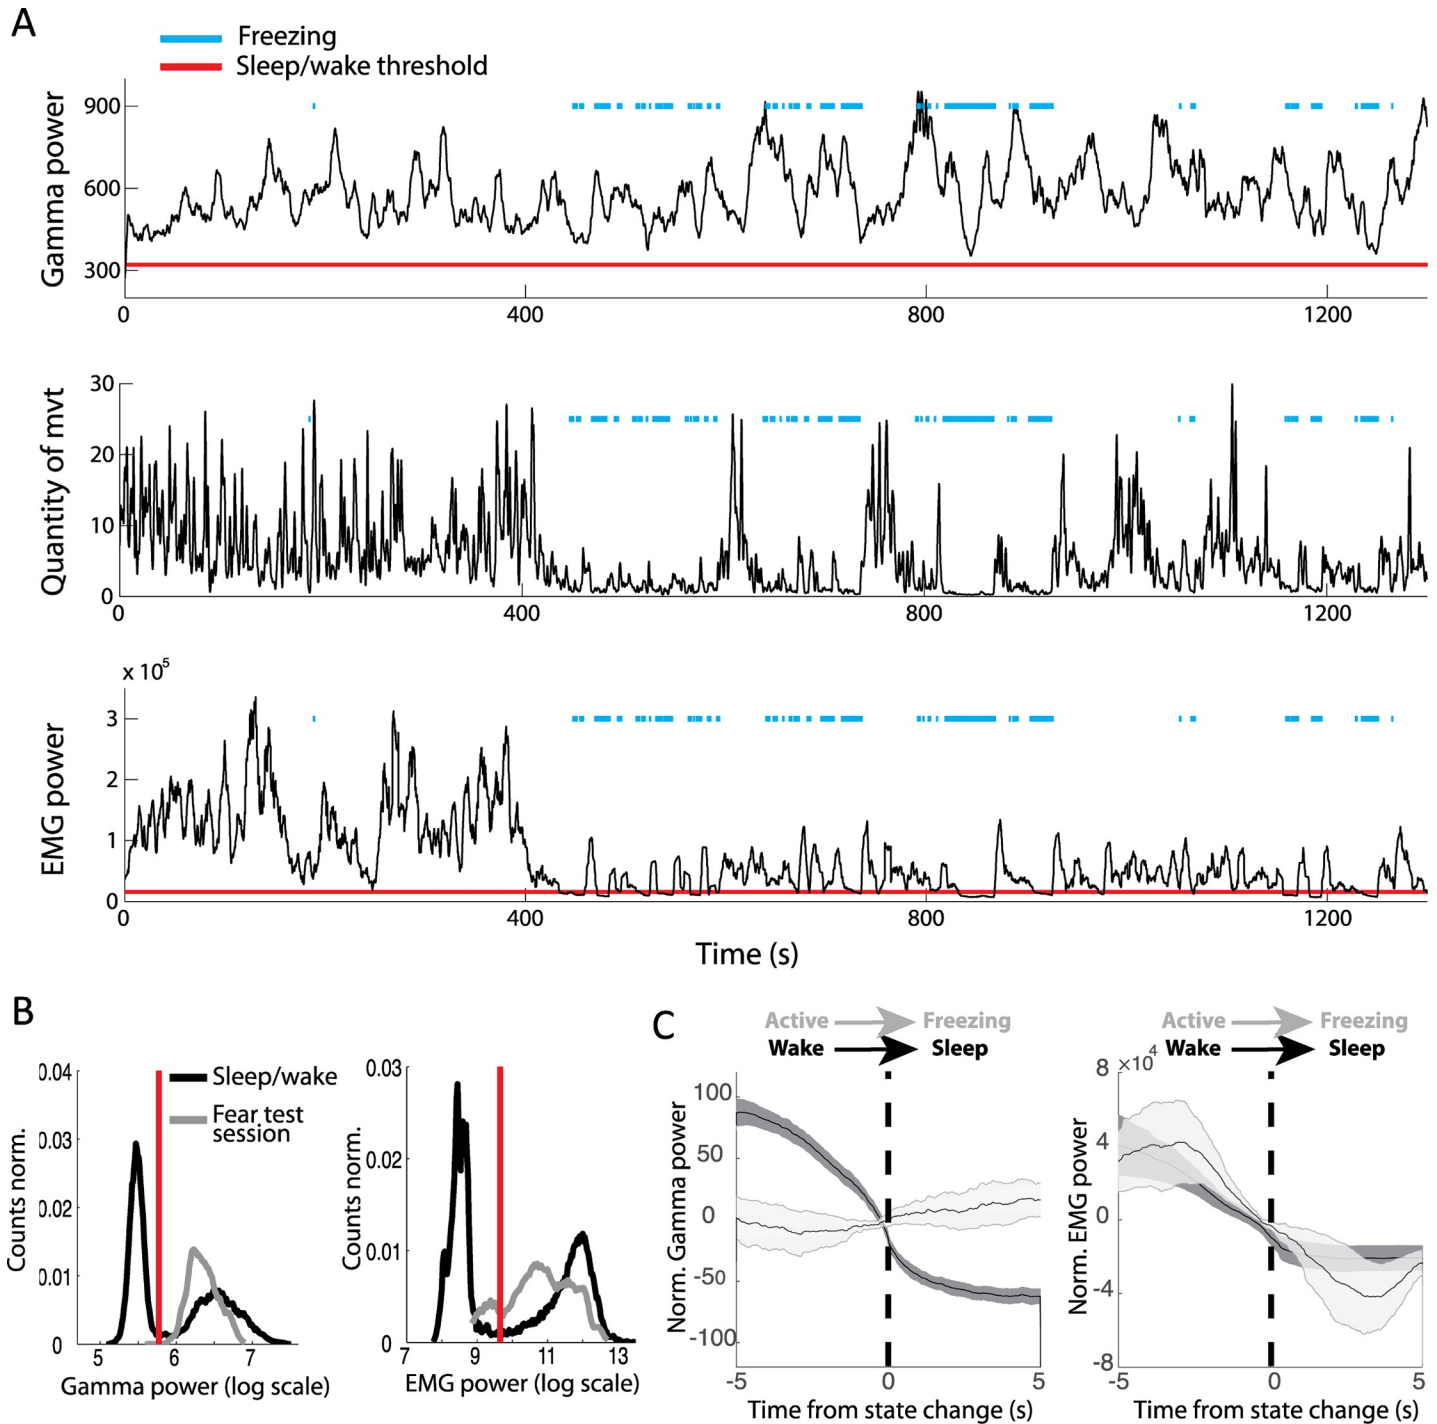 A
Freezing
Sleep/wake threshold
Gamma power
900
600
300
0 400 800 1200
Quantity of mvt
30
20
10
0
0 400 800 1200
x 10⁵
EMG power
3
2
1
0
0 400 800 1200
Time (s)
B
Counts norm.
0.04
0.03
0.02
0.01
0
5 6 7
Gamma power (log scale)
Sleep/wake
Fear test
session
Counts norm.
0.03
0.02
0.01
0
7 9 11 13
EMG power (log scale)
C
Active Freezing
Wake Sleep
Norm. Gamma power
100
50
0
-50
-100
-5 0 5
Time from state change (s)
Active Freezing
Wake Sleep
×10⁴
Norm. EMG power
8
4
0
-4
-8
-5 0 5
Time from state change (s)